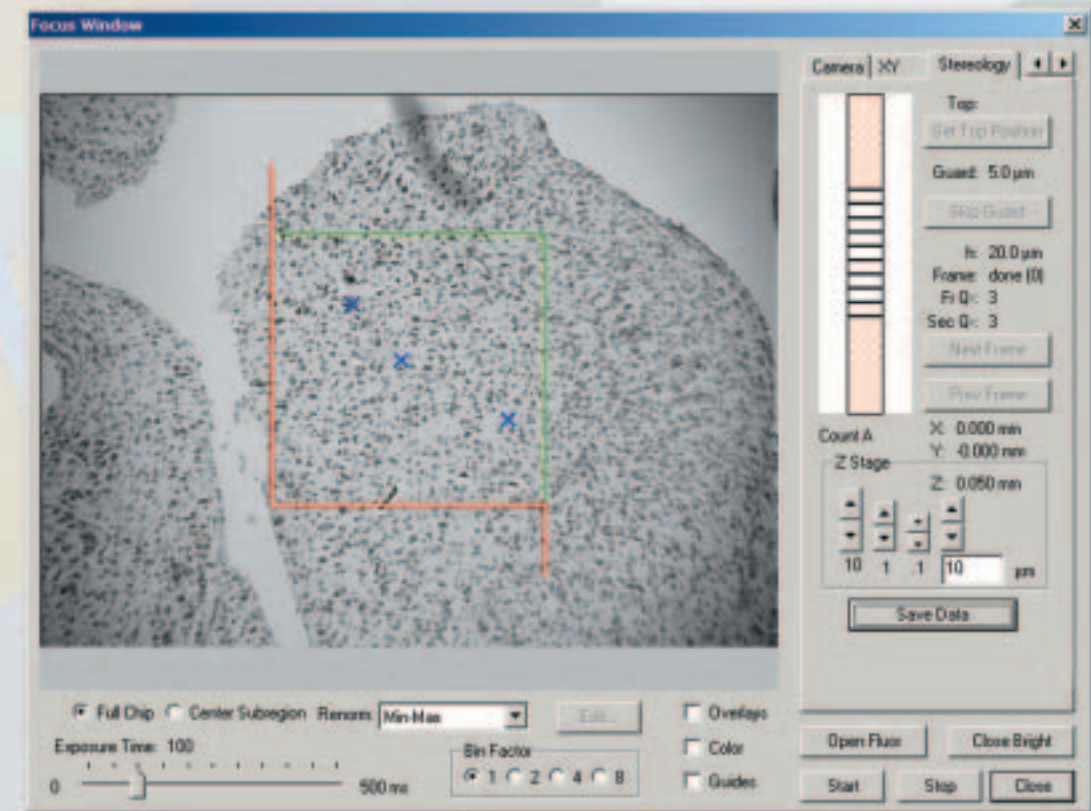 Focus Window
Camera XY Stereology
Top:
Set Top Position
Guard: 5.0 µm
Skip Guard
h: 20.0 µm
Frame: done (0)
Fi Q-: 3
Sec Q-: 3
Next Frame
Prev Frame
Count A
X: 0.000 mm
Y: -0.000 mm
Z Stage
Z: 0.050 mm
10 1 .1 10 µm
Save Data
Full Chip Center Subregion Renorm: Min-Max Edit...
Overlays
Exposure Time: 100
Bin Factor
Color
0 500 ms
1 2 4 8
Guides
Open Fluor Close Bright
Start Stop Close